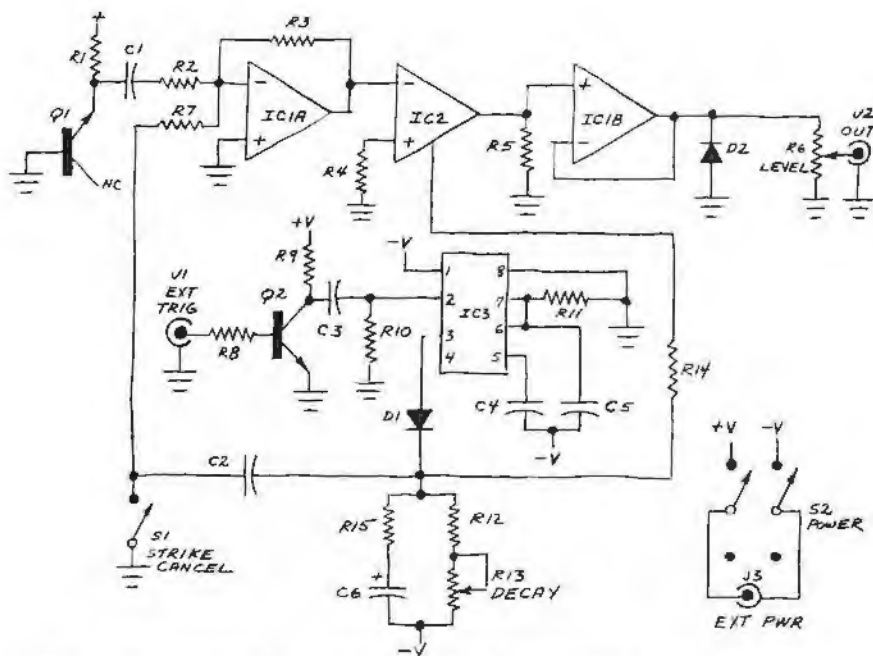 +
R1
C1
R2
R3
R7
Q1
NC
−
+
IC1A
R4
−
+
IC2
R5
+
−
IC1B
D2
R6
LEVEL
J2
OUT
+V
R9
J1
EXT
TRIG
Q2
R8
C3
R10
−V
1
2
3
4
8
7
6
5
IC3
R11
C4
C5
−V
R14
D1
C2
S1
STRIKE
CANCEL
R15
R12
+
C6
R13
DECAY
−V
+V
−V
S2
POWER
J3
EXT PWR